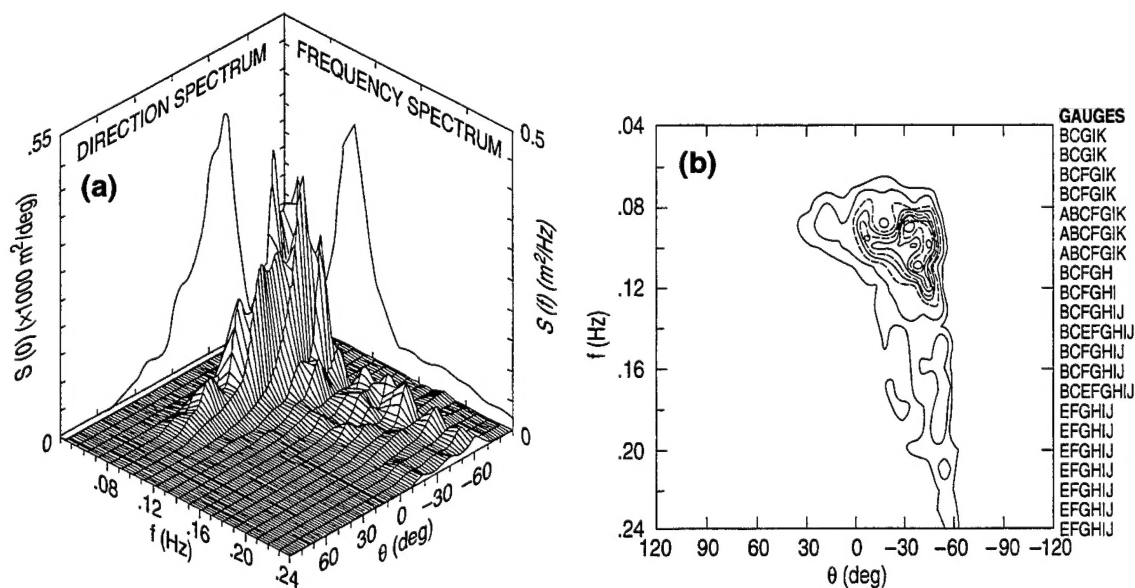 DIRECTION SPECTRUM
FREQUENCY SPECTRUM
(a)
.55
0
S (0) (×1000 m²/deg)
0.5
0
S (f) (m²/Hz)
.08
.12
.16
.20
.24
f (Hz)
60
30
0
-30
-60
θ (deg)
(b)
.04
.08
.12
.16
.20
.24
f (Hz)
120 90 60 30 0 -30 -60 -90 -120
θ (deg)
GAUGES
BCGIK
BCGIK
BCFGIK
BCFGIK
ABCFGIK
ABCFGIK
ABCFGIK
BCFGH
BCFGHI
BCFGHIJ
BCEFGHIJ
BCFGHIJ
BCFGHIJ
BCEFGHIJ
EFGHIJ
EFGHIJ
EFGHIJ
EFGHIJ
EFGHIJ
EFGHIJ